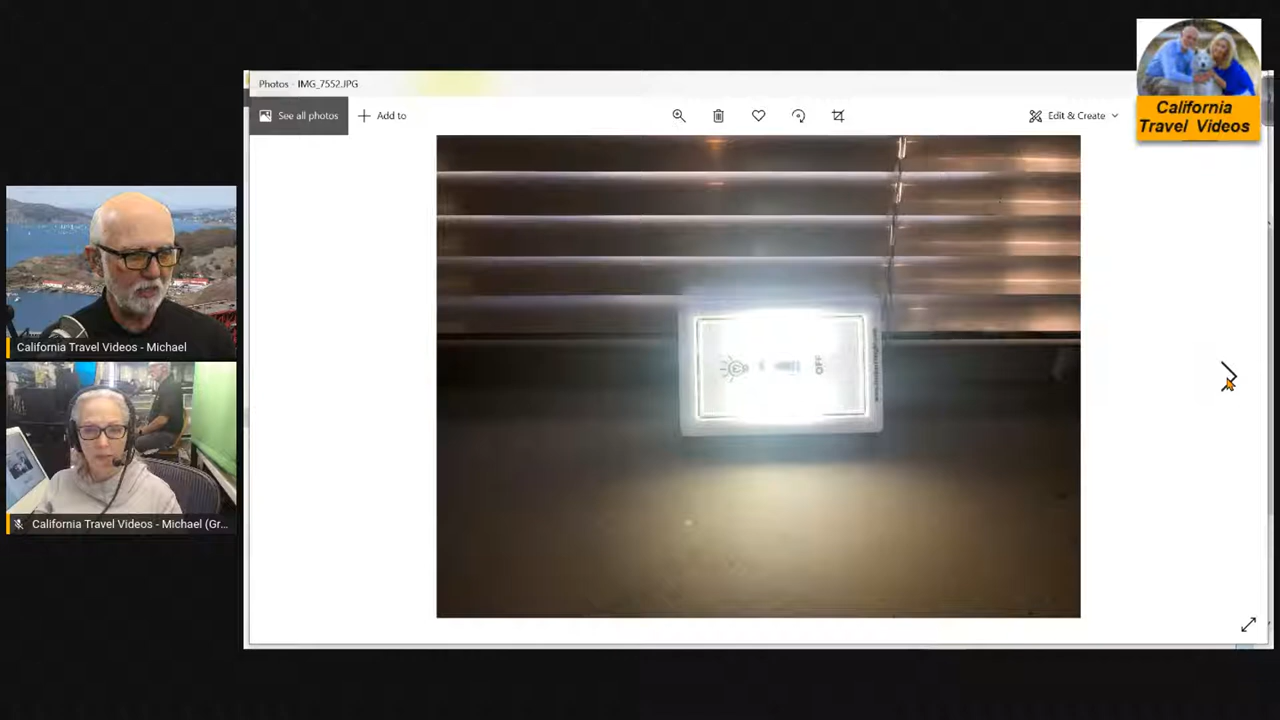 California
Travel Videos
Photos - IMG_7552.JPG
See all photos
Add to
Edit & Create
OFF
California Travel Videos - Michael
California Travel Videos - Michael (Gr...